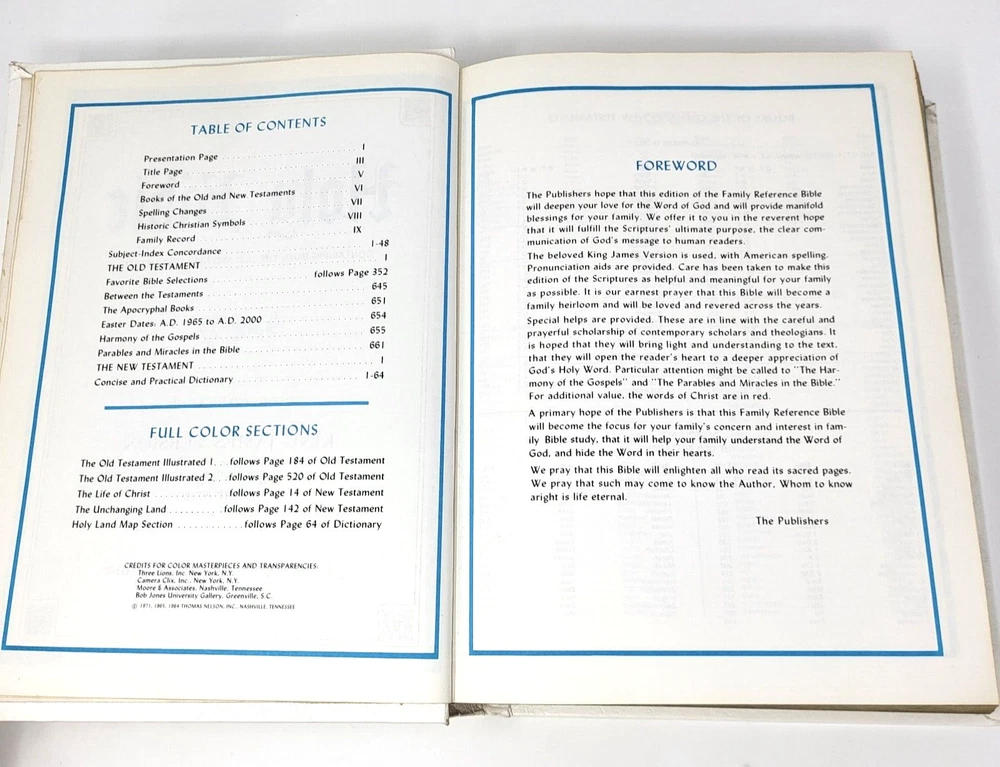 TABLE OF CONTENTS
Presentation Page . . . . . . . . . . . . . . . . . . . . I
Title Page . . . . . . . . . . . . . . . . . . . . III
Foreword . . . . . . . . . . . . . . . . . . . . V
Books of the Old and New Testaments . . . . . . . . . . VI
Spelling Changes . . . . . . . . . . . . . . . . . . . . VII
Historic Christian Symbols . . . . . . . . . . . . . . . VIII
Family Record . . . . . . . . . . . . . . . . . . . . IX
Subject-Index Concordance . . . . . . . . . . . . . . . 1-48
THE OLD TESTAMENT . . . . . . . . . . . . . . . . . . . . 1
Favorite Bible Selections . . . . . . . . . . follows Page 352
Between the Testaments . . . . . . . . . . . . . . . . . . . . 645
The Apocryphal Books . . . . . . . . . . . . . . . . . . . . 651
Easter Dates: A.D. 1965 to A.D. 2000 . . . . . . . . . . 654
Harmony of the Gospels . . . . . . . . . . . . . . . . . . . . 655
Parables and Miracles in the Bible . . . . . . . . . . 661
THE NEW TESTAMENT . . . . . . . . . . . . . . . . . . . . 1
Concise and Practical Dictionary . . . . . . . . . . 1-64
FULL COLOR SECTIONS
The Old Testament Illustrated 1. . .follows Page 184 of Old Testament
The Old Testament Illustrated 2. . .follows Page 520 of Old Testament
The Life of Christ . . . . . . . . . . . .follows Page 14 of New Testament
The Unchanging Land . . . . . . . . .follows Page 142 of New Testament
Holy Land Map Section . . . . . . . . . . . follows Page 64 of Dictionary
CREDITS FOR COLOR MASTERPIECES AND TRANSPARENCIES:
Three Lions, Inc. New York, N.Y.
Camera Clix, Inc., New York, N.Y.
Moore & Associates, Nashville, Tennessee
Bob Jones University Gallery, Greenville, S.C.
© 1971, 1965, 1964 THOMAS NELSON, INC., NASHVILLE, TENNESSEE
FOREWORD
The Publishers hope that this edition of the Family Reference Bible
will deepen your love for the Word of God and will provide manifold
blessings for your family. We offer it to you in the reverent hope
that it will fulfill the Scriptures' ultimate purpose, the clear com-
munication of God's message to human readers.
The beloved King James Version is used, with American spelling.
Pronunciation aids are provided. Care has been taken to make this
edition of the Scriptures as helpful and meaningful for your family
as possible. It is our earnest prayer that this Bible will become a
family heirloom and will be loved and revered across the years.
Special helps are provided. These are in line with the careful and
prayerful scholarship of contemporary scholars and theologians. It
is hoped that they will bring light and understanding to the text,
that they will open the reader's heart to a deeper appreciation of
God's Holy Word. Particular attention might be called to "The Har-
mony of the Gospels" and "The Parables and Miracles in the Bible."
For additional value, the words of Christ are in red.
A primary hope of the Publishers is that this Family Reference Bible
will become the focus for your family's concern and interest in fam-
ily Bible study, that it will help your family understand the Word of
God, and hide the Word in their hearts.
We pray that this Bible will enlighten all who read its sacred pages.
We pray that such may come to know the Author, Whom to know
aright is life eternal.
The Publishers